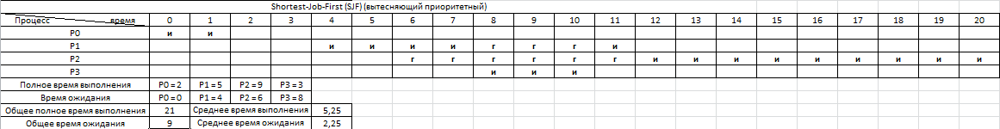 Shortest-Job-First (SJF) (вытесняющий приоритетный)
Процесс время 0 1 2 3 4 5 6 7 8 9 10 11 12 13 14 15 16 17 18 19 20
P0 и и
P1 и и и и г г г и
P2 г г г г г г и и и и и и и и и
P3 и и и
Полное время выполнения P0 = 2 P1 = 5 P2 = 9 P3 = 3
Время ожидания P0 = 0 P1 = 4 P2 = 6 P3 = 8
Общее полное время выполнения 21 Среднее время выполнения 5,25
Общее время ожидания 9 Среднее время ожидания 2,25